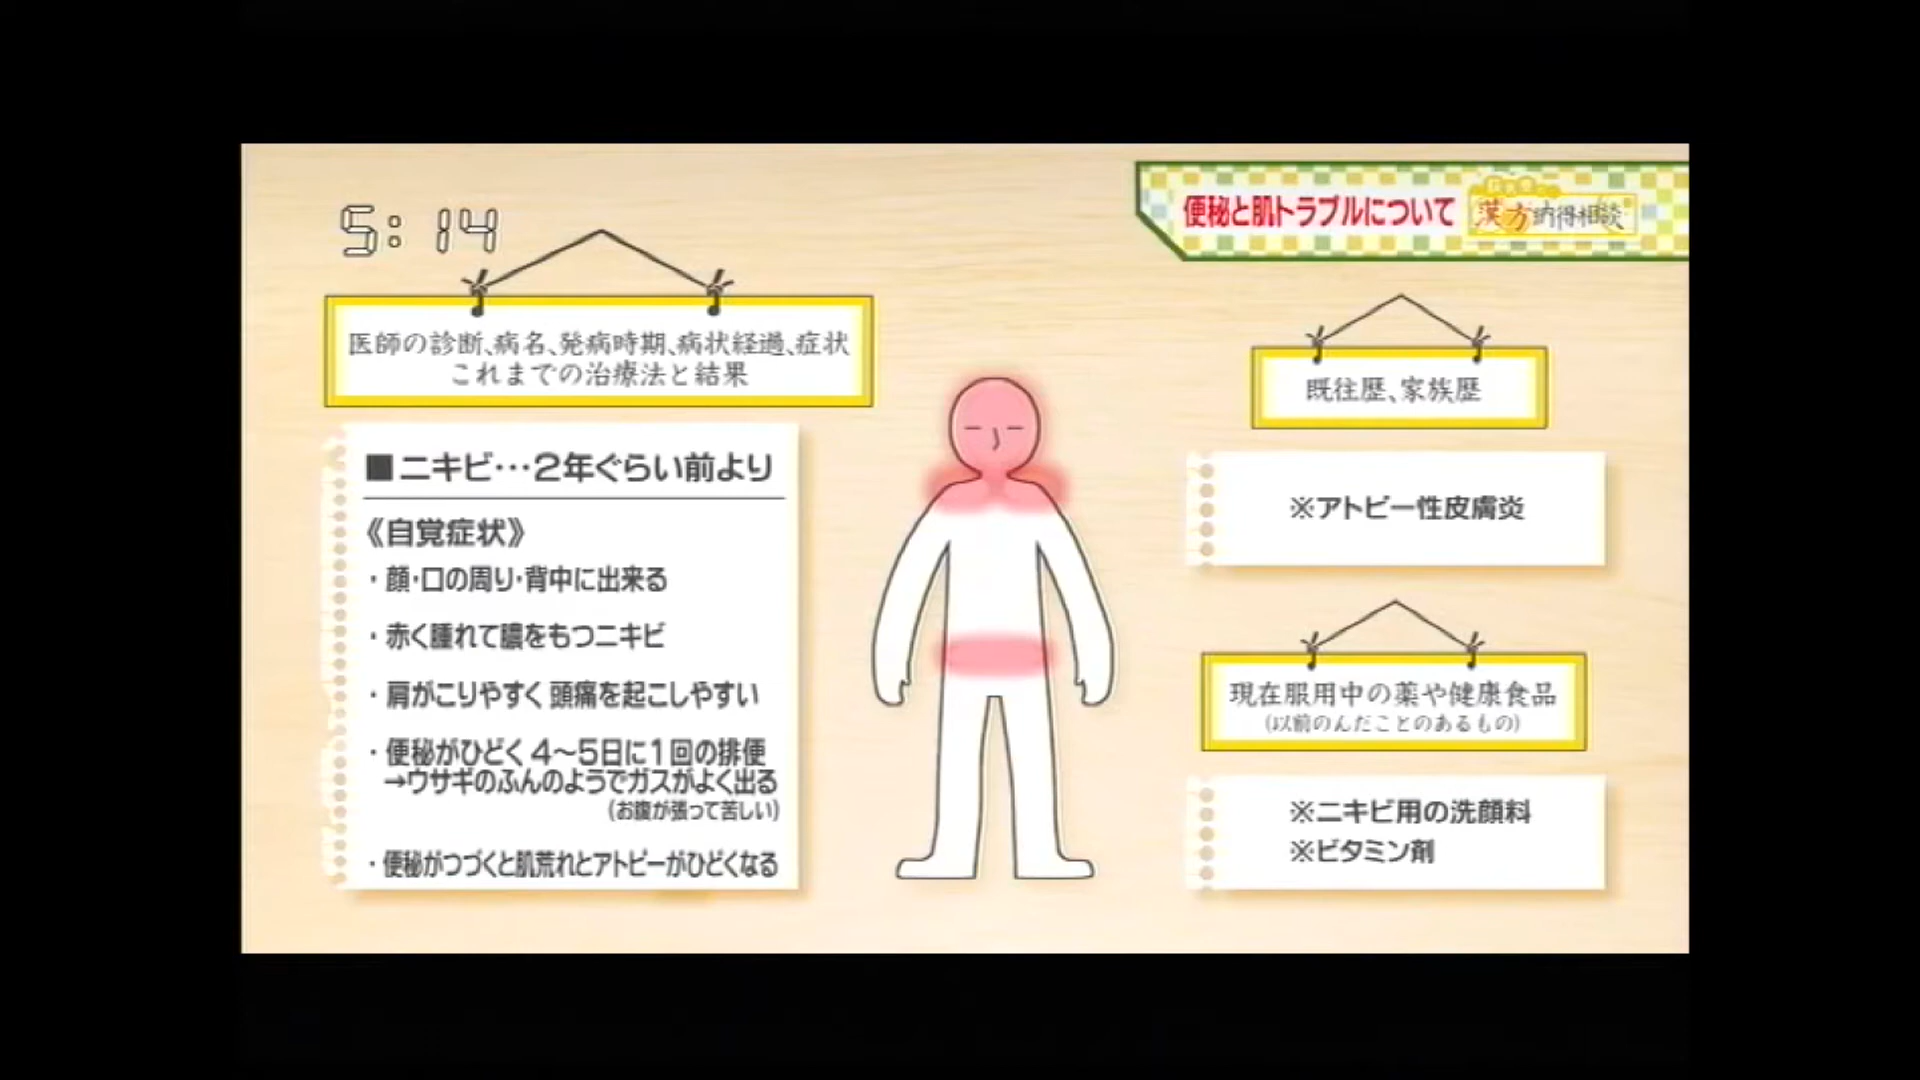 5:14
便秘と肌トラブルについて
漢方納得相談
医師の診断、病名、発病時期、病状経過、症状
これまでの治療法と結果
■ニキビ…2年ぐらい前より
《自覚症状》
・顔・口の周り・背中に出来る
・赤く腫れて膿をもつニキビ
・肩がこりやすく頭痛を起こしやすい
・便秘がひどく4～5日に1回の排便
→ウサギのふんのようでガスがよく出る
(お腹が張って苦しい)
・便秘がつづくと肌荒れとアトピーがひどくなる
既往歴、家族歴
※アトピー性皮膚炎
現在服用中の薬や健康食品
(以前のんだことのあるもの)
※ニキビ用の洗顔料
※ビタミン剤